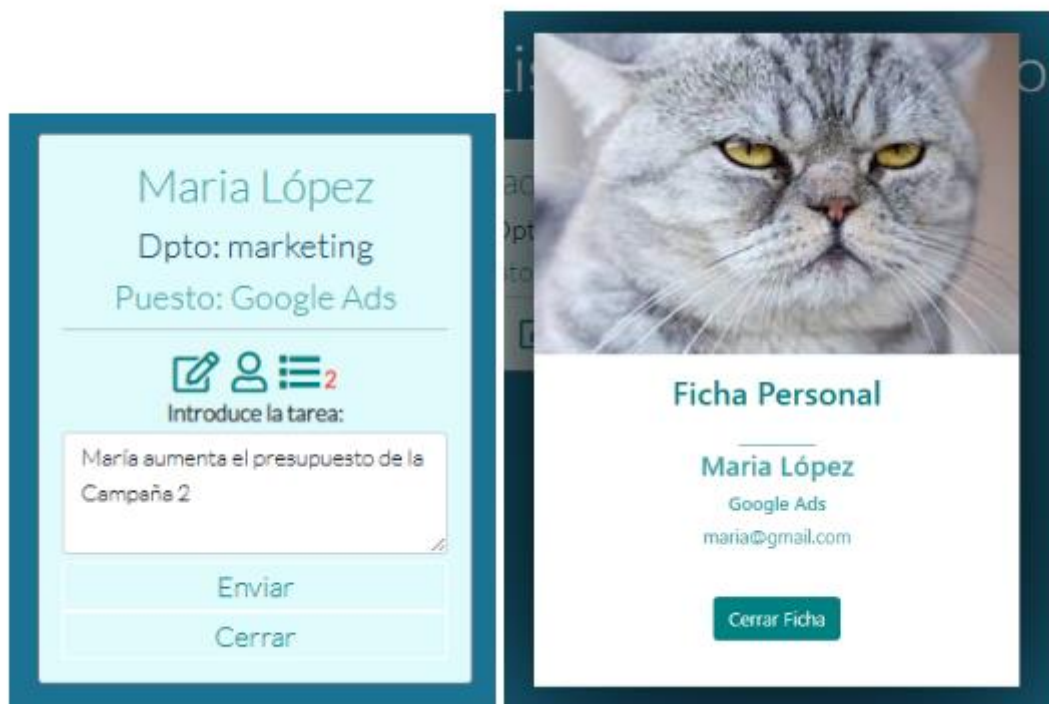 Maria López
Dpto: marketing
Puesto: Google Ads
2
Introduce la tarea:
María aumenta el presupuesto de la
Campaña 2
Enviar
Cerrar
Ficha Personal
Maria López
Google Ads
maria@gmail.com
Cerrar Ficha